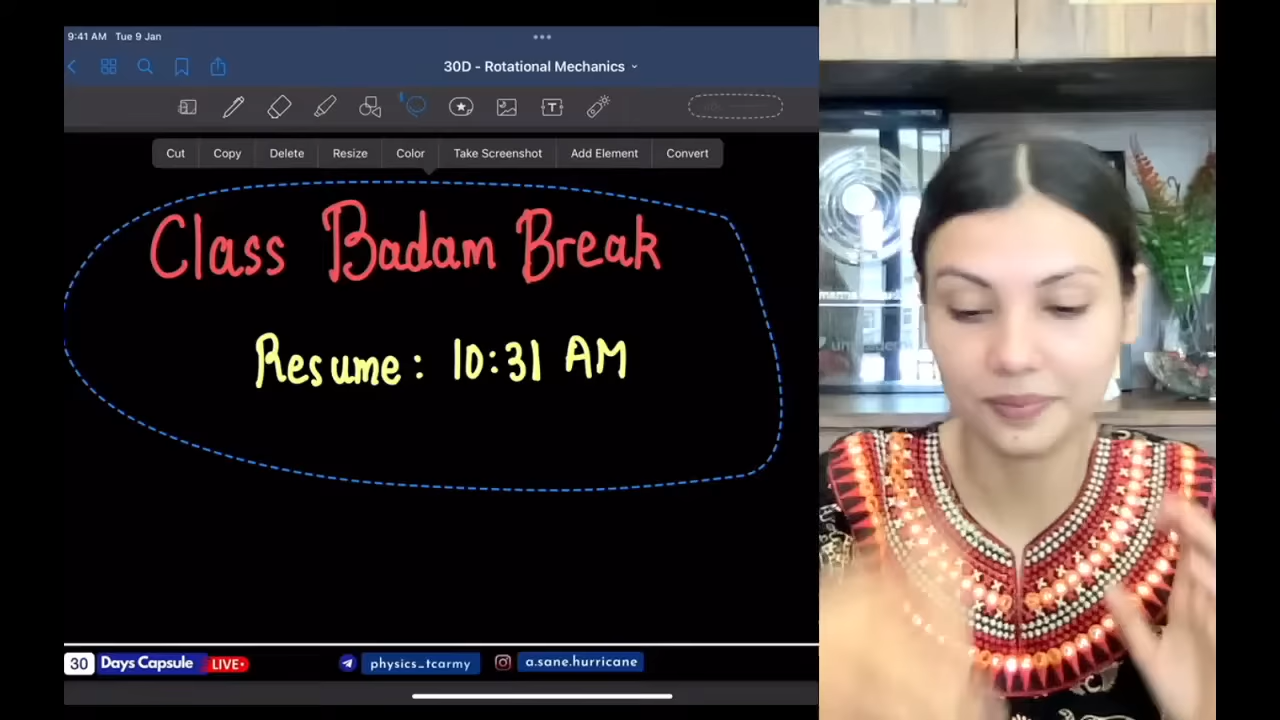 9:41 AM Tue 9 Jan
30D - Rotational Mechanics
Cut Copy Delete Resize Color Take Screenshot Add Element Convert
Class Badam Break
Resume: 10:31 AM
30 Days Capsule LIVE
physics_tcarmy
a.sane.hurricane